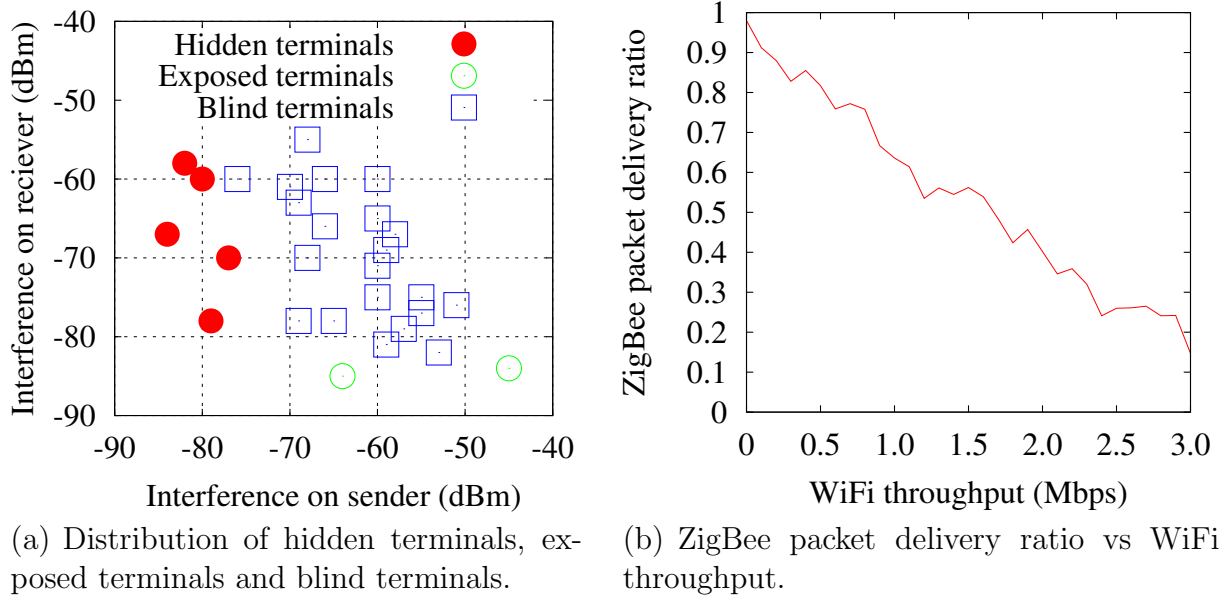 Interference on reciever (dBm)
-40
-50
-60
-70
-80
-90
Hidden terminals
Exposed terminals
Blind terminals
-90
-80
-70
-60
-50
-40
Interference on sender (dBm)
(a) Distribution of hidden terminals, ex-
posed terminals and blind terminals.
ZigBee packet delivery ratio
1
0.9
0.8
0.7
0.6
0.5
0.4
0.3
0.2
0.1
0
0
0.5
1.0
1.5
2.0
2.5
3.0
WiFi throughput (Mbps)
(b) ZigBee packet delivery ratio vs WiFi
throughput.